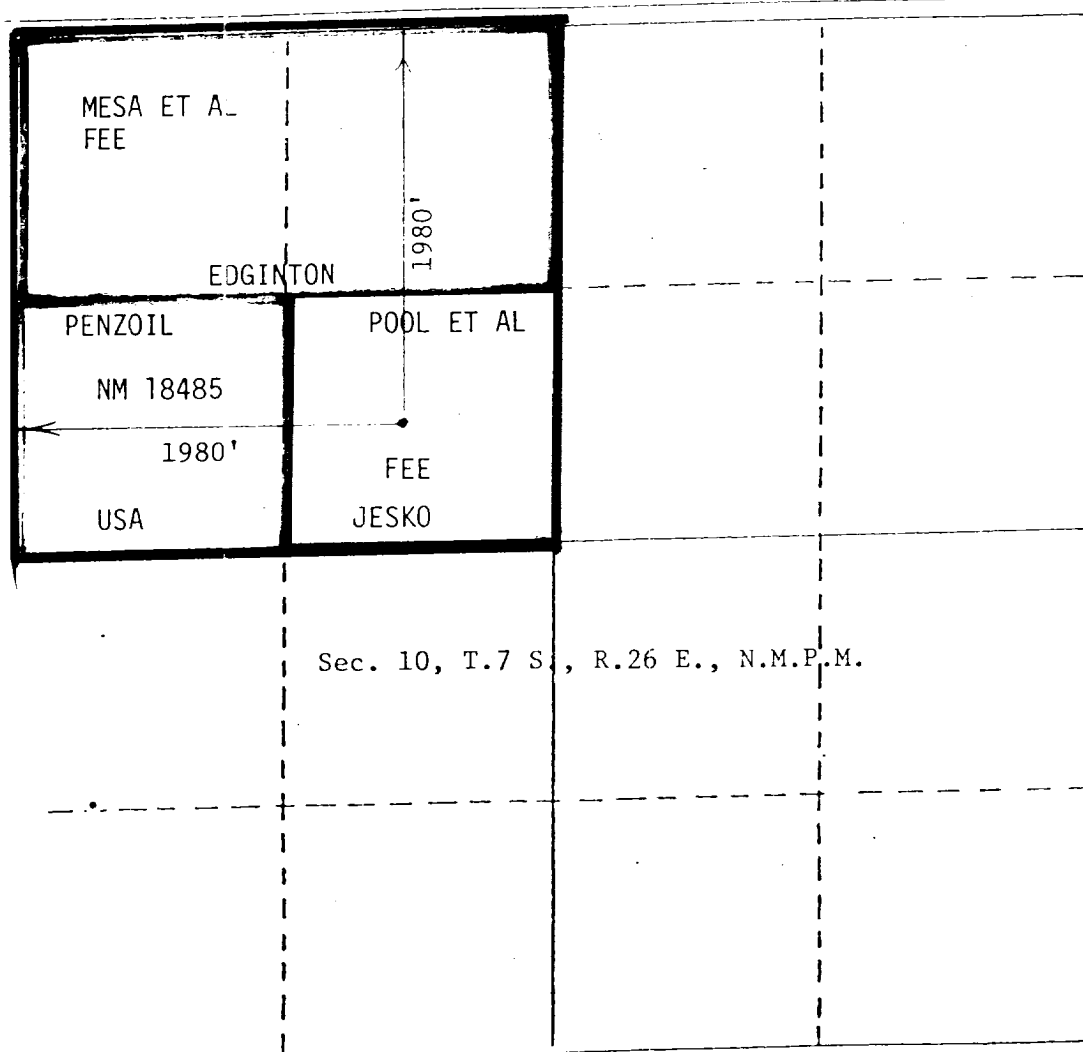 MESA ET AL
FEE
1980'
EDGINTON
PENZOIL
POOL ET AL
NM 18485
1980'
FEE
USA
JESKO
Sec. 10, T.7 S., R.26 E., N.M.P.M.